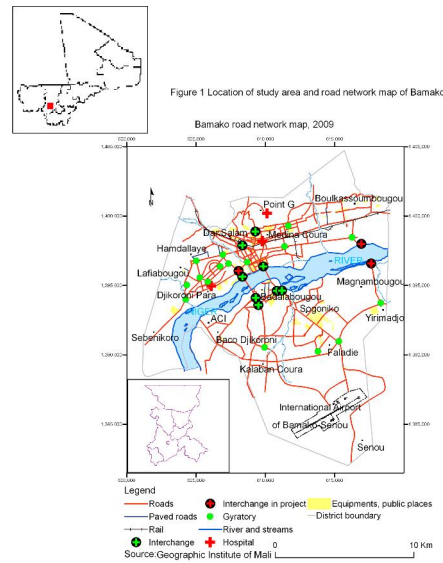 Figure 1 Location of study area and road network map of Bamako
Bamako road network map, 2009
N
Point G
Boulkassoumbougou
Dar Salam
Medina Coura
Hamdallaye
RIVER
Lafiabougou
Magnambougou
Djikoroni Para
Badalabougou
NIGER
Sogoniko
Yirimadjo
ACI
Sebenikoro
Baco Djikoroni
Faladie
Kalaban Coura
International Airport
of Bamako-Senou
Senou
Legend
Roads
Interchange in project
Equipments, public places
Paved roads
Gyratory
District boundary
Rail
River and streams
Interchange
Hospital
0
10 Km
Source: Geographic Institute of Mali